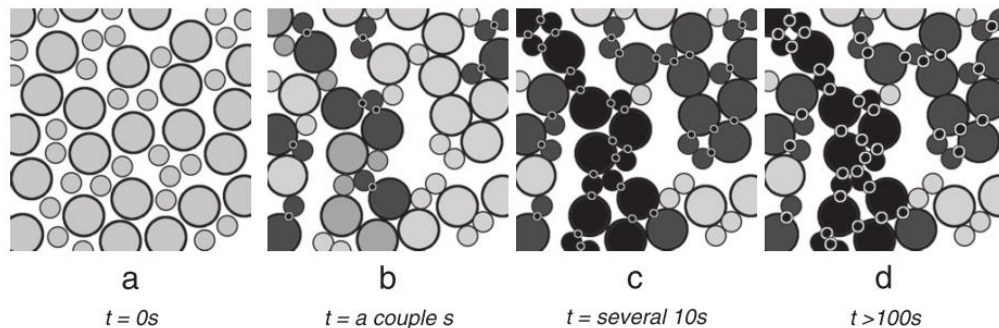 a b c d
t = 0s t = a couple s t = several 10s t >100s